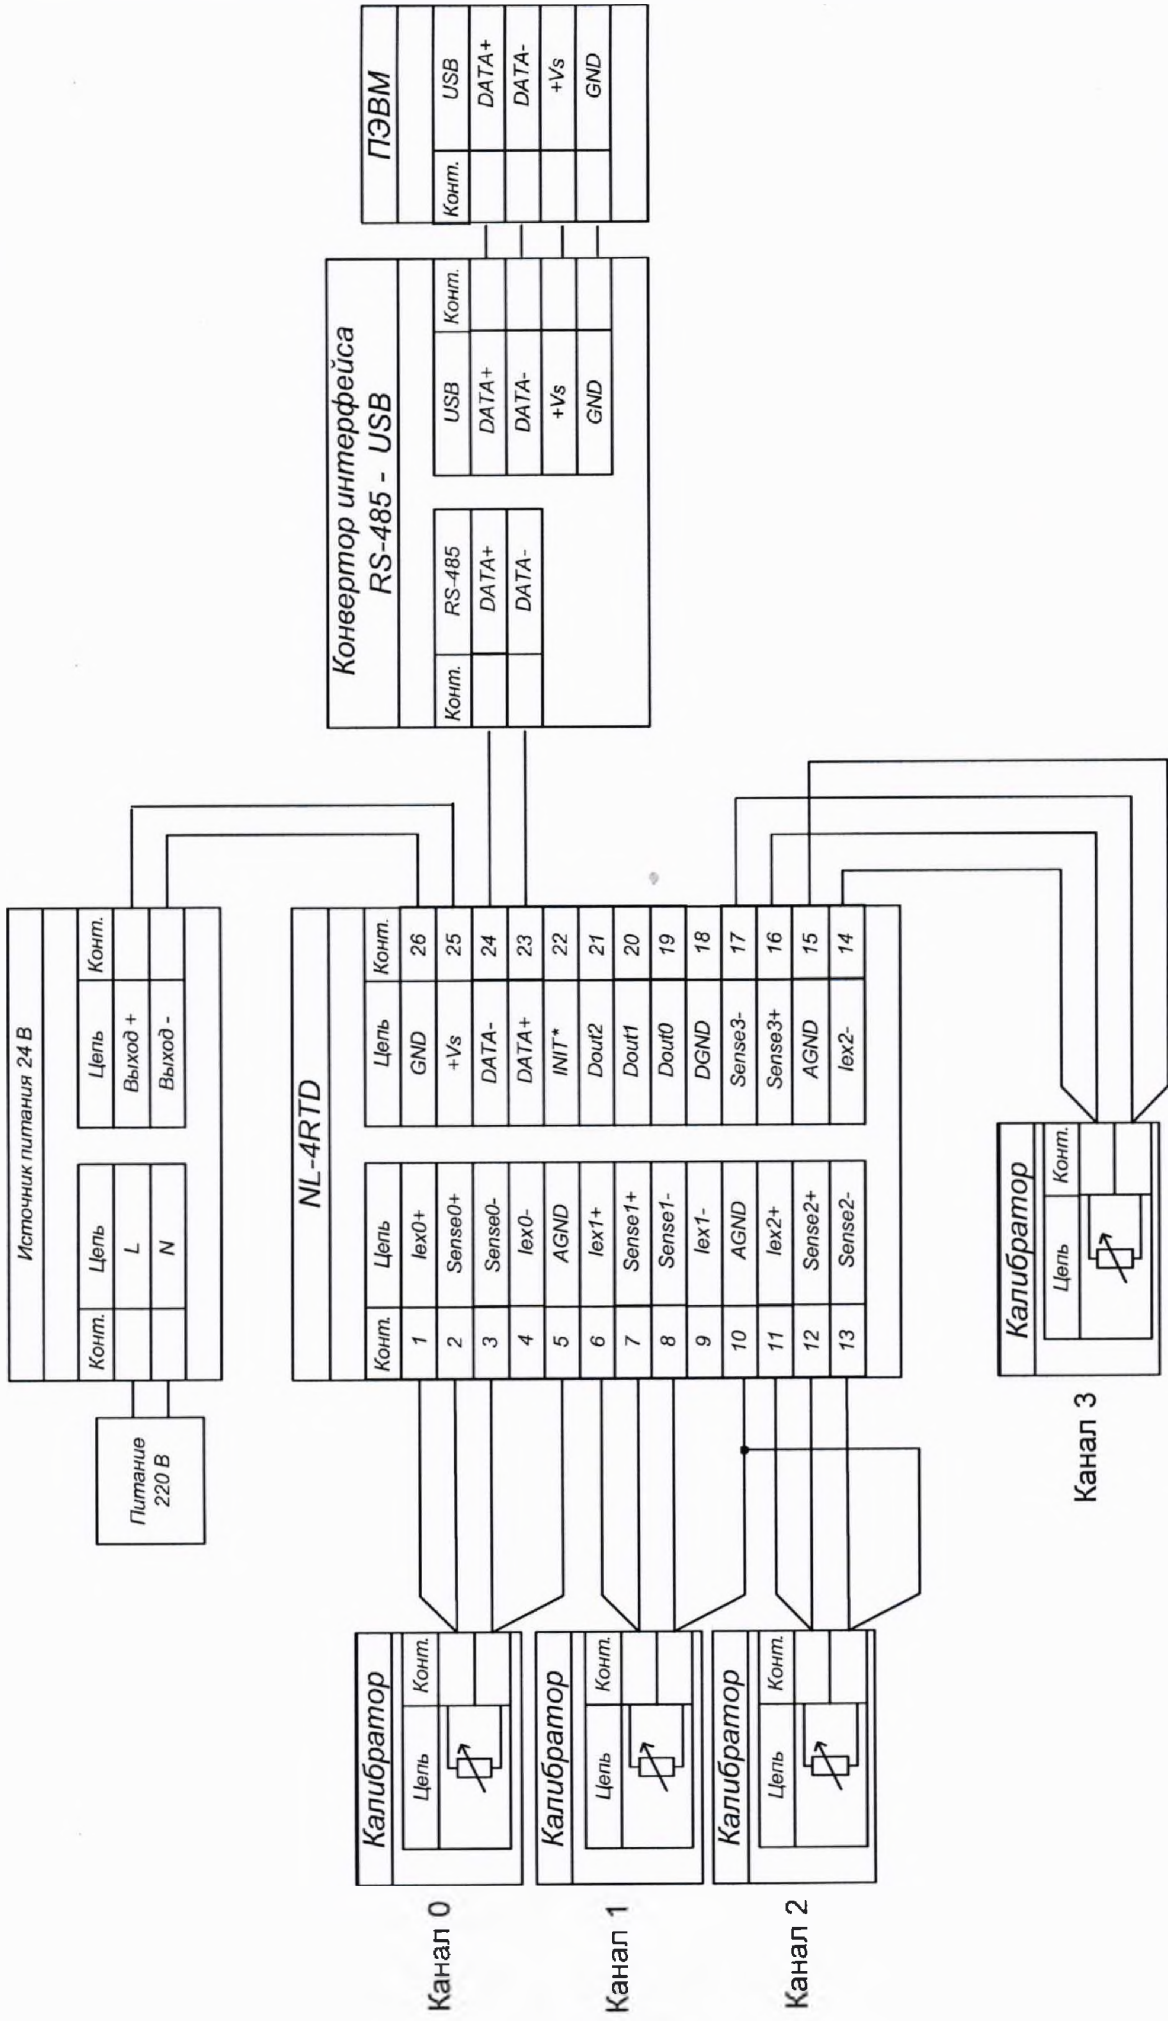 Питание
220 В
Источник питания 24 В
Конт.
Цепь
L
N
Цепь
Конт.
Выход +
Выход -
NL-4RTD
Конт.
Цепь
Цепь
Конт.
1
Iex0+
GND
26
2
Sense0+
+Vs
25
3
Sense0-
DATA-
24
4
Iex0-
DATA+
23
5
AGND
INIT*
22
6
Iex1+
Dout2
21
7
Sense1+
Dout1
20
8
Sense1-
Dout0
19
9
Iex1-
DGND
18
10
AGND
Sense3-
17
11
Iex2+
Sense3+
16
12
Sense2+
AGND
15
13
Sense2-
Iex2-
14
Конвертор интерфейса
RS-485 - USB
Конт.
RS-485
DATA+
DATA-
USB
Конт.
DATA+
DATA-
+Vs
GND
ПЭВМ
Конт.
USB
DATA+
DATA-
+Vs
GND
Канал 0
Калибратор
Цепь
Конт.
Канал 1
Калибратор
Цепь
Конт.
Канал 2
Калибратор
Цепь
Конт.
Канал 3
Калибратор
Цепь
Конт.